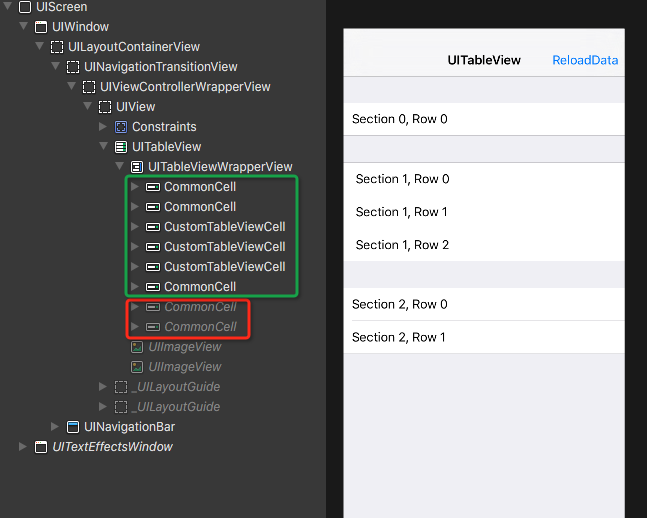 UIScreen
UIWindow
UILayoutContainerView
UINavigationTransitionView
UIViewControllerWrapperView
UIView
Constraints
UITableView
UITableViewWrapperView
CommonCell
CommonCell
CustomTableViewCell
CustomTableViewCell
CustomTableViewCell
CommonCell
CommonCell
CommonCell
UIImageView
UIImageView
_UILayoutGuide
_UILayoutGuide
UINavigationBar
UITextEffectsWindow
UITableView ReloadData
Section 0, Row 0
Section 1, Row 0
Section 1, Row 1
Section 1, Row 2
Section 2, Row 0
Section 2, Row 1